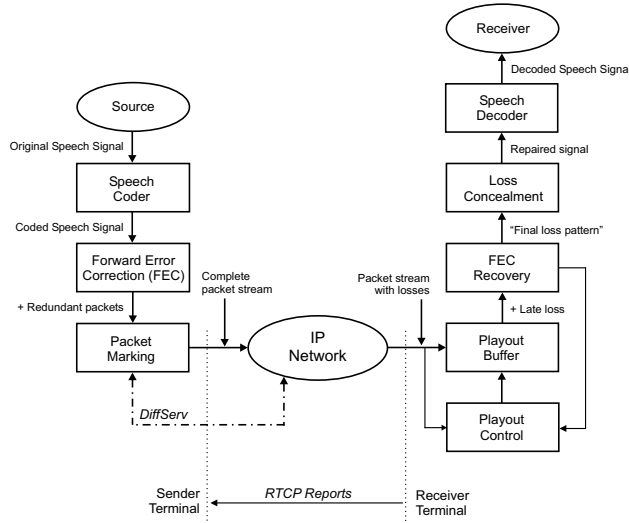 Receiver
Decoded Speech Signa
Source
Speech
Decoder
Original Speech Signal
Repaired signal
Speech
Coder
Loss
Concealment
Coded Speech Signal
"Final loss pattern"
Forward Error
Correction (FEC)
Complete
packet stream
Packet stream
with losses
FEC
Recovery
+ Redundant packets
+ Late loss
Packet
Marking
IP
Network
Playout
Buffer
DiffServ
Playout
Control
Sender
Terminal
RTCP Reports
Receiver
Terminal